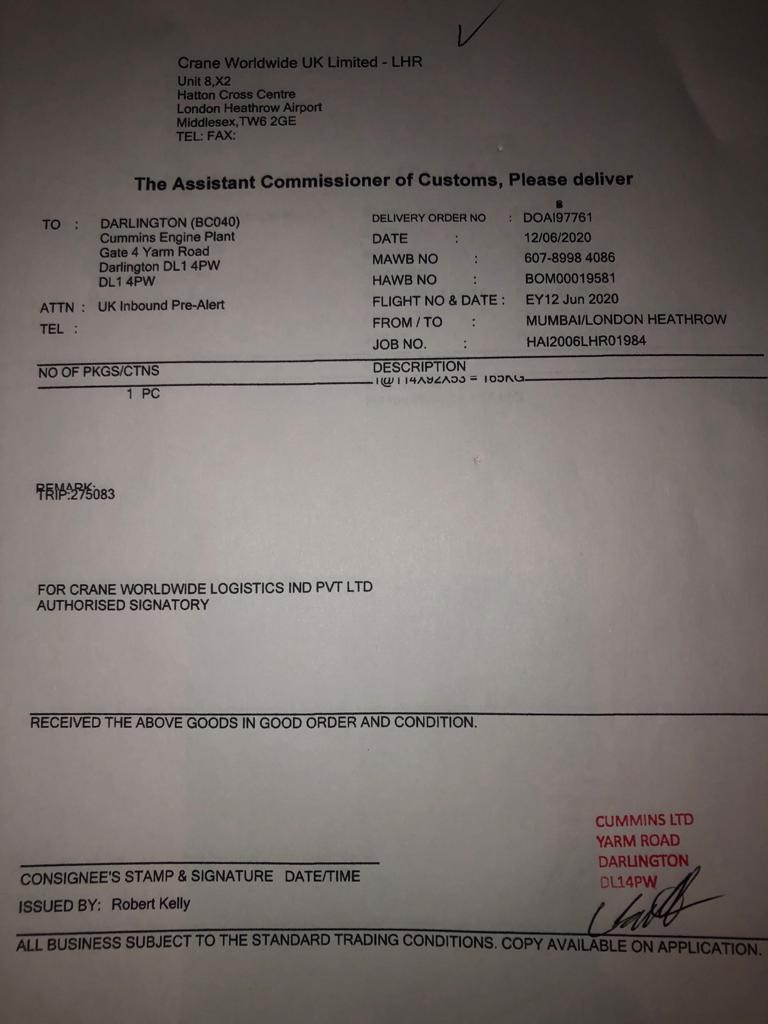 Crane Worldwide UK Limited - LHR
Unit 8,X2
Hatton Cross Centre
London Heathrow Airport
Middlesex,TW6 2GE
TEL: FAX:
The Assistant Commissioner of Customs, Please deliver
TO : DARLINGTON (BC040)
Cummins Engine Plant
Gate 4 Yarm Road
Darlington DL1 4PW
DL1 4PW
ATTN : UK Inbound Pre-Alert
TEL :
DELIVERY ORDER NO : DOAI97761
DATE : 12/06/2020
MAWB NO : 607-8998 4086
HAWB NO : BOM00019581
FLIGHT NO & DATE : EY12 Jun 2020
FROM / TO : MUMBAI/LONDON HEATHROW
JOB NO. : HAI2006LHR01984
NO OF PKGS/CTNS DESCRIPTION
1 PC
REMARK:
TRIP:275083
FOR CRANE WORLDWIDE LOGISTICS IND PVT LTD
AUTHORISED SIGNATORY
RECEIVED THE ABOVE GOODS IN GOOD ORDER AND CONDITION.
CUMMINS LTD
YARM ROAD
DARLINGTON
DL14PW
CONSIGNEE'S STAMP & SIGNATURE DATE/TIME
ISSUED BY: Robert Kelly
ALL BUSINESS SUBJECT TO THE STANDARD TRADING CONDITIONS. COPY AVAILABLE ON APPLICATION.